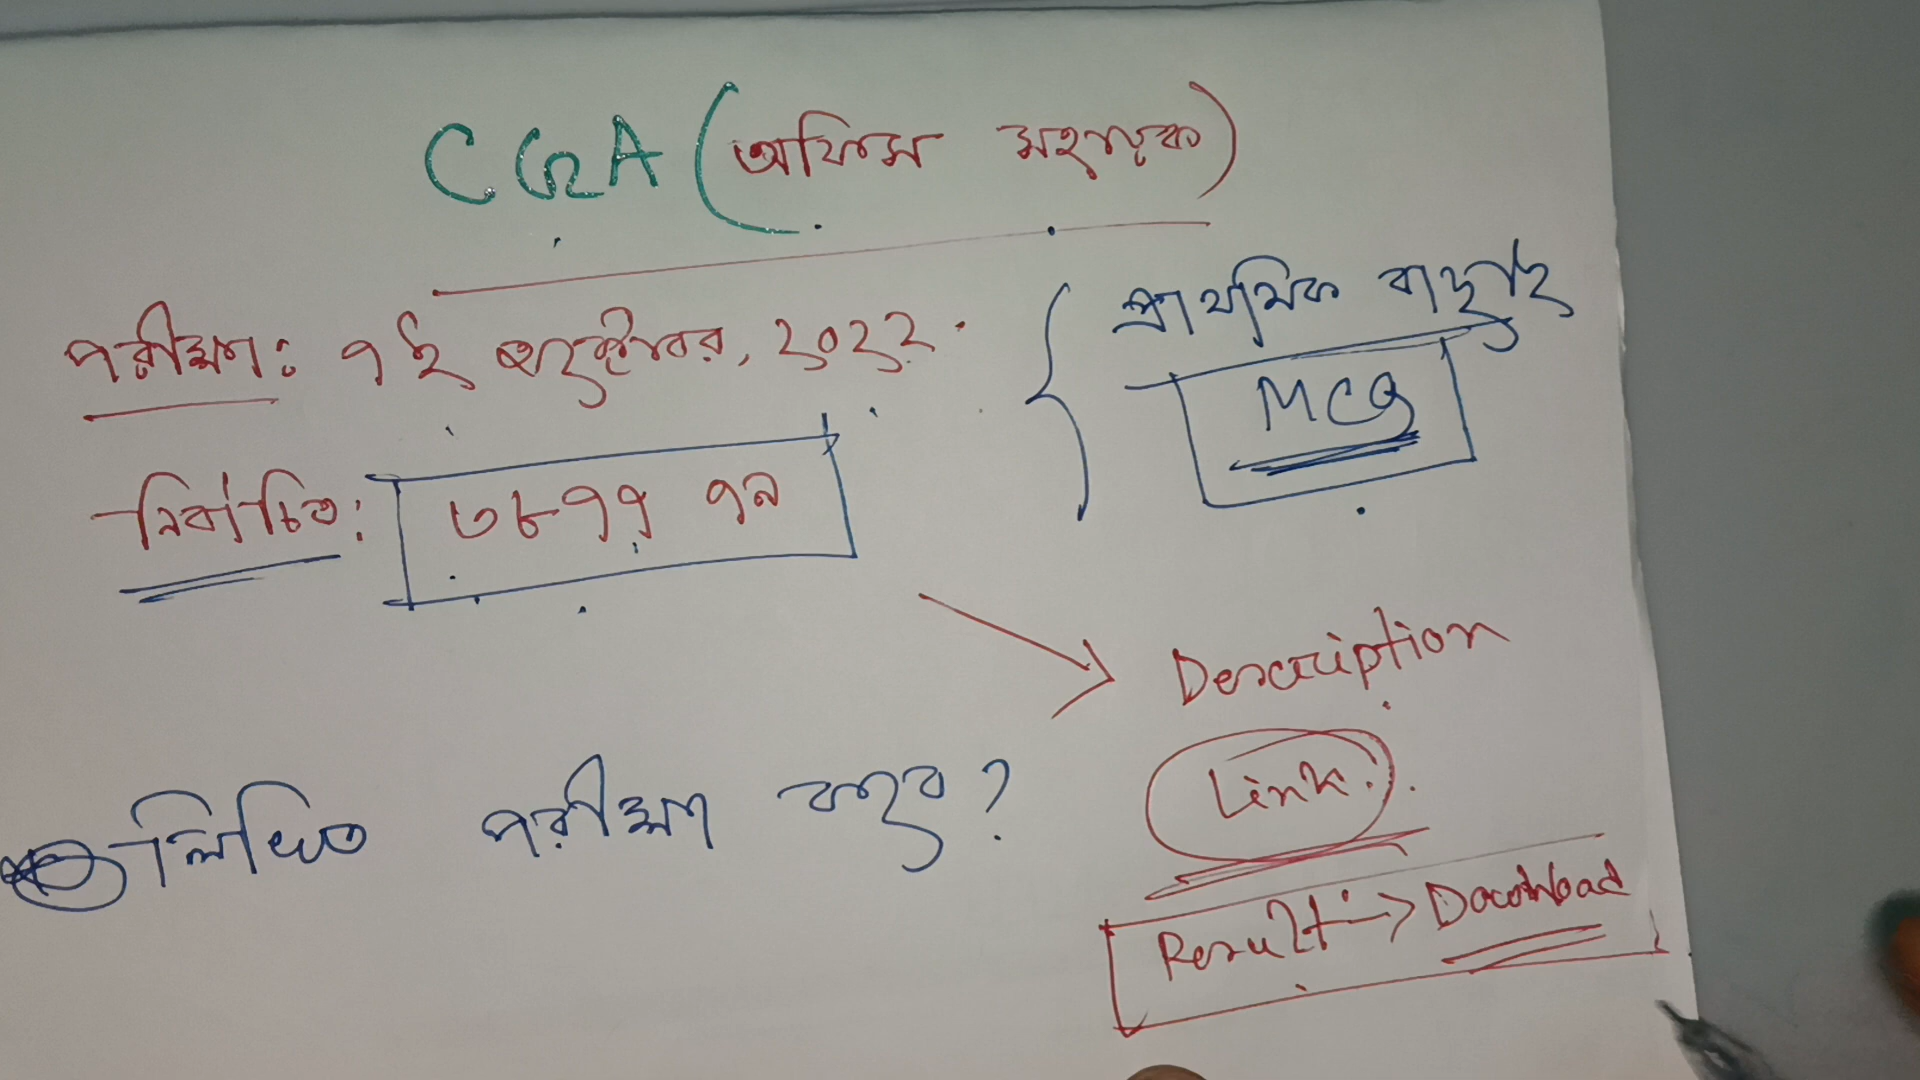 CGA (অফিস সহায়ক)
পরীক্ষা: ৭ই অক্টোবর, ২০২২.
প্রাথমিক বাছাই
MCQ
নির্বাচিত: ৩৮৭৭ জন
Description
Link.
Result → Download
লিখিত পরীক্ষা কবে?